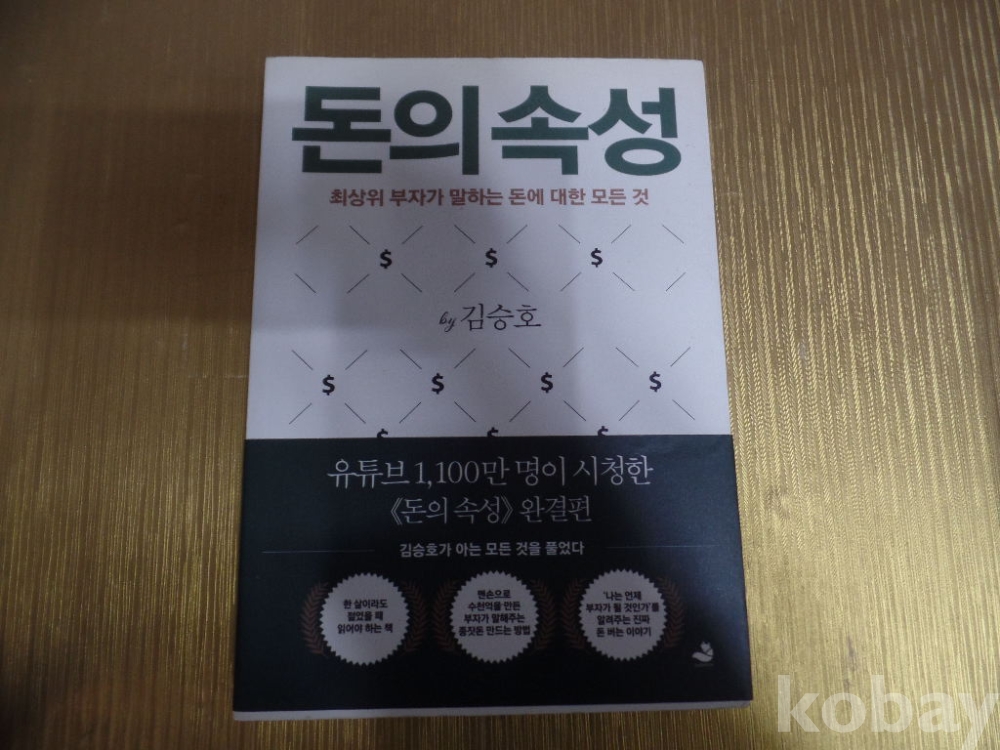 돈의 속성
최상위 부자가 말하는 돈에 대한 모든 것
$ $ $
by 김승호
$ $ $ $
유튜브 1,100만 명이 시청한
《돈의 속성》 완결편
김승호가 아는 모든 것을 풀었다
한 살이라도
젊었을 때
읽어야 하는 책
맨손으로
수천억을 만든
부자가 말해주는
종잣돈 만드는 방법
'나는 언제
부자가 될 것인가'를
알려주는 진짜
돈 버는 이야기
kobay